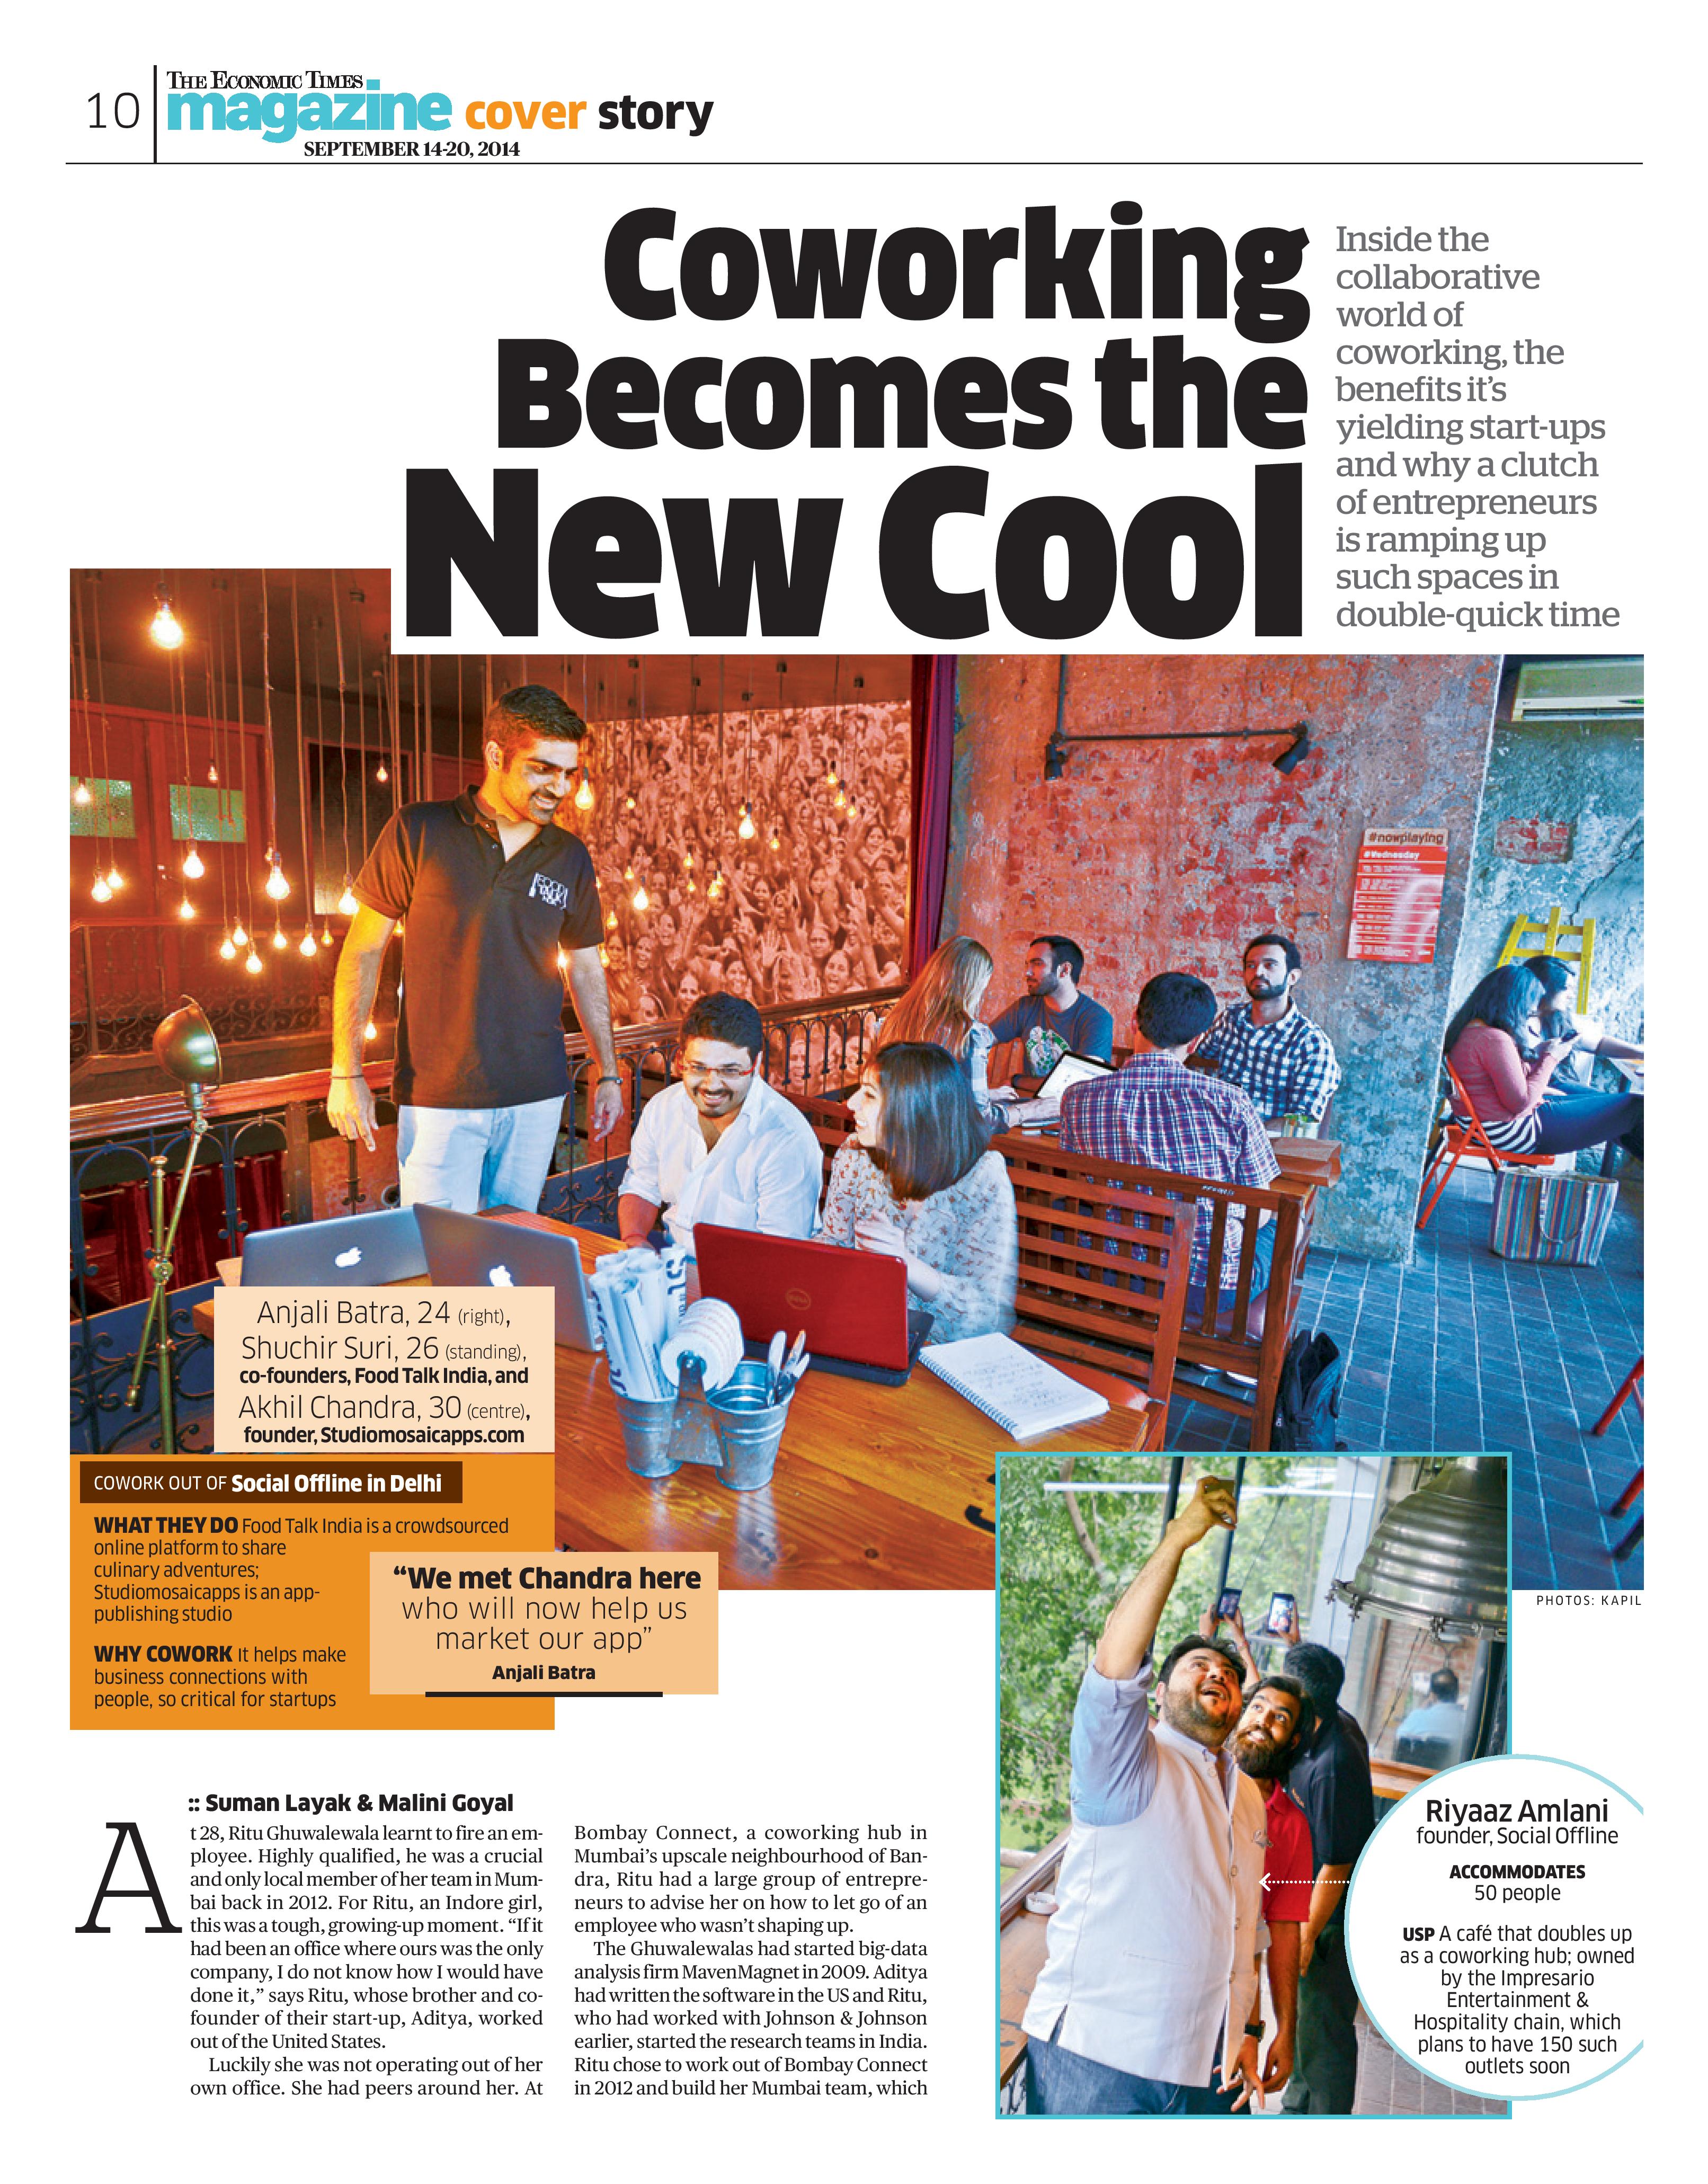 10
THE ECONOMIC TIMES
magazine cover story
SEPTEMBER 14-20, 2014
Coworking
Becomes the
New Cool
Inside the
collaborative
world of
coworking, the
benefits it's
yielding start-ups
and why a clutch
of entrepreneurs
is ramping up
such spaces in
double-quick time
#nowplaying
#Wednesday
FOOD
TALK
Anjali Batra, 24 (right),
Shuchir Suri, 26 (standing),
co-founders, Food Talk India, and
Akhil Chandra, 30 (centre),
founder, Studiomosaicapps.com
COWORK OUT OF Social Offline in Delhi
WHAT THEY DO Food Talk India is a crowdsourced
online platform to share
culinary adventures;
Studiomosaicapps is an app-
publishing studio
WHY COWORK It helps make
business connections with
people, so critical for startups
“We met Chandra here
who will now help us
market our app”
Anjali Batra
PHOTOS: KAPIL
Riyaaz Amlani
founder, Social Offline
ACCOMMODATES
50 people
USP A café that doubles up
as a coworking hub; owned
by the Impresario
Entertainment &
Hospitality chain, which
plans to have 150 such
outlets soon
:: Suman Layak & Malini Goyal
At 28, Ritu Ghuwalewala learnt to fire an em-
ployee. Highly qualified, he was a crucial
and only local member of her team in Mum-
bai back in 2012. For Ritu, an Indore girl,
this was a tough, growing-up moment. “If it
had been an office where ours was the only
company, I do not know how I would have
done it,” says Ritu, whose brother and co-
founder of their start-up, Aditya, worked
out of the United States.
Luckily she was not operating out of her
own office. She had peers around her. At
Bombay Connect, a coworking hub in
Mumbai's upscale neighbourhood of Ban-
dra, Ritu had a large group of entrepre-
neurs to advise her on how to let go of an
employee who wasn't shaping up.
The Ghuwalewalas had started big-data
analysis firm MavenMagnet in 2009. Aditya
had written the software in the US and Ritu,
who had worked with Johnson & Johnson
earlier, started the research teams in India.
Ritu chose to work out of Bombay Connect
in 2012 and build her Mumbai team, which